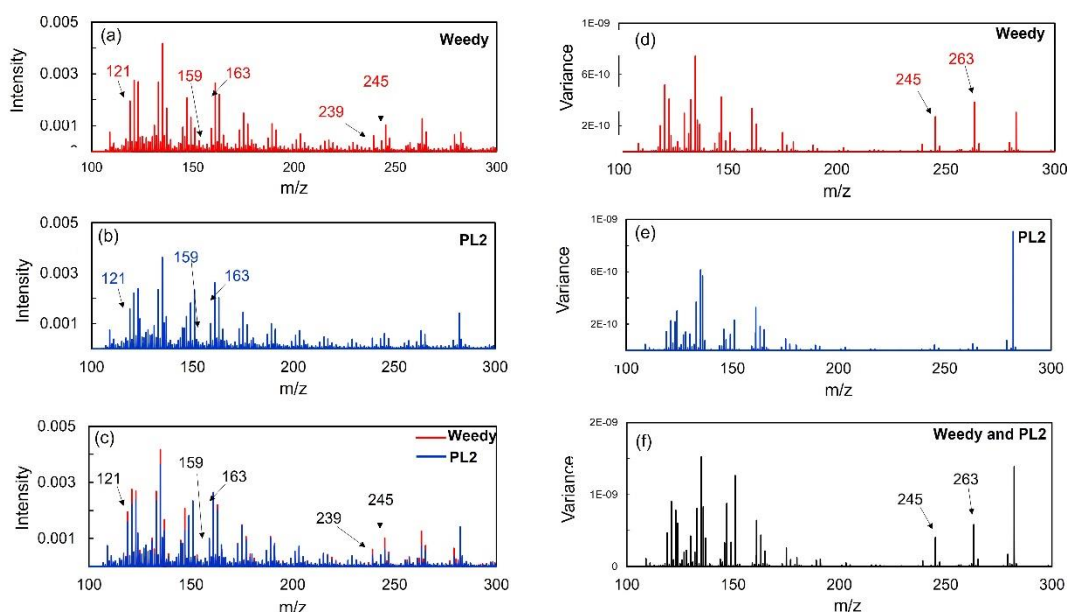 (a)
Weedy
0.005
0.003
0.001
Intensity
121
159
163
239
245
100 150 200 250 300
m/z
(d)
Weedy
1E-09
6E-10
2E-10
Variance
245
263
100 150 200 250 300
m/z
(b)
PL2
0.005
0.003
0.001
Intensity
121
159
163
100 150 200 250 300
m/z
(e)
PL2
1E-09
6E-10
2E-10
Variance
100 150 200 250 300
m/z
(c)
Weedy
PL2
0.005
0.003
0.001
Intensity
121
159
163
239
245
100 150 200 250 300
m/z
(f)
Weedy and PL2
2E-09
1E-09
0
Variance
245
263
100 150 200 250 300
m/z